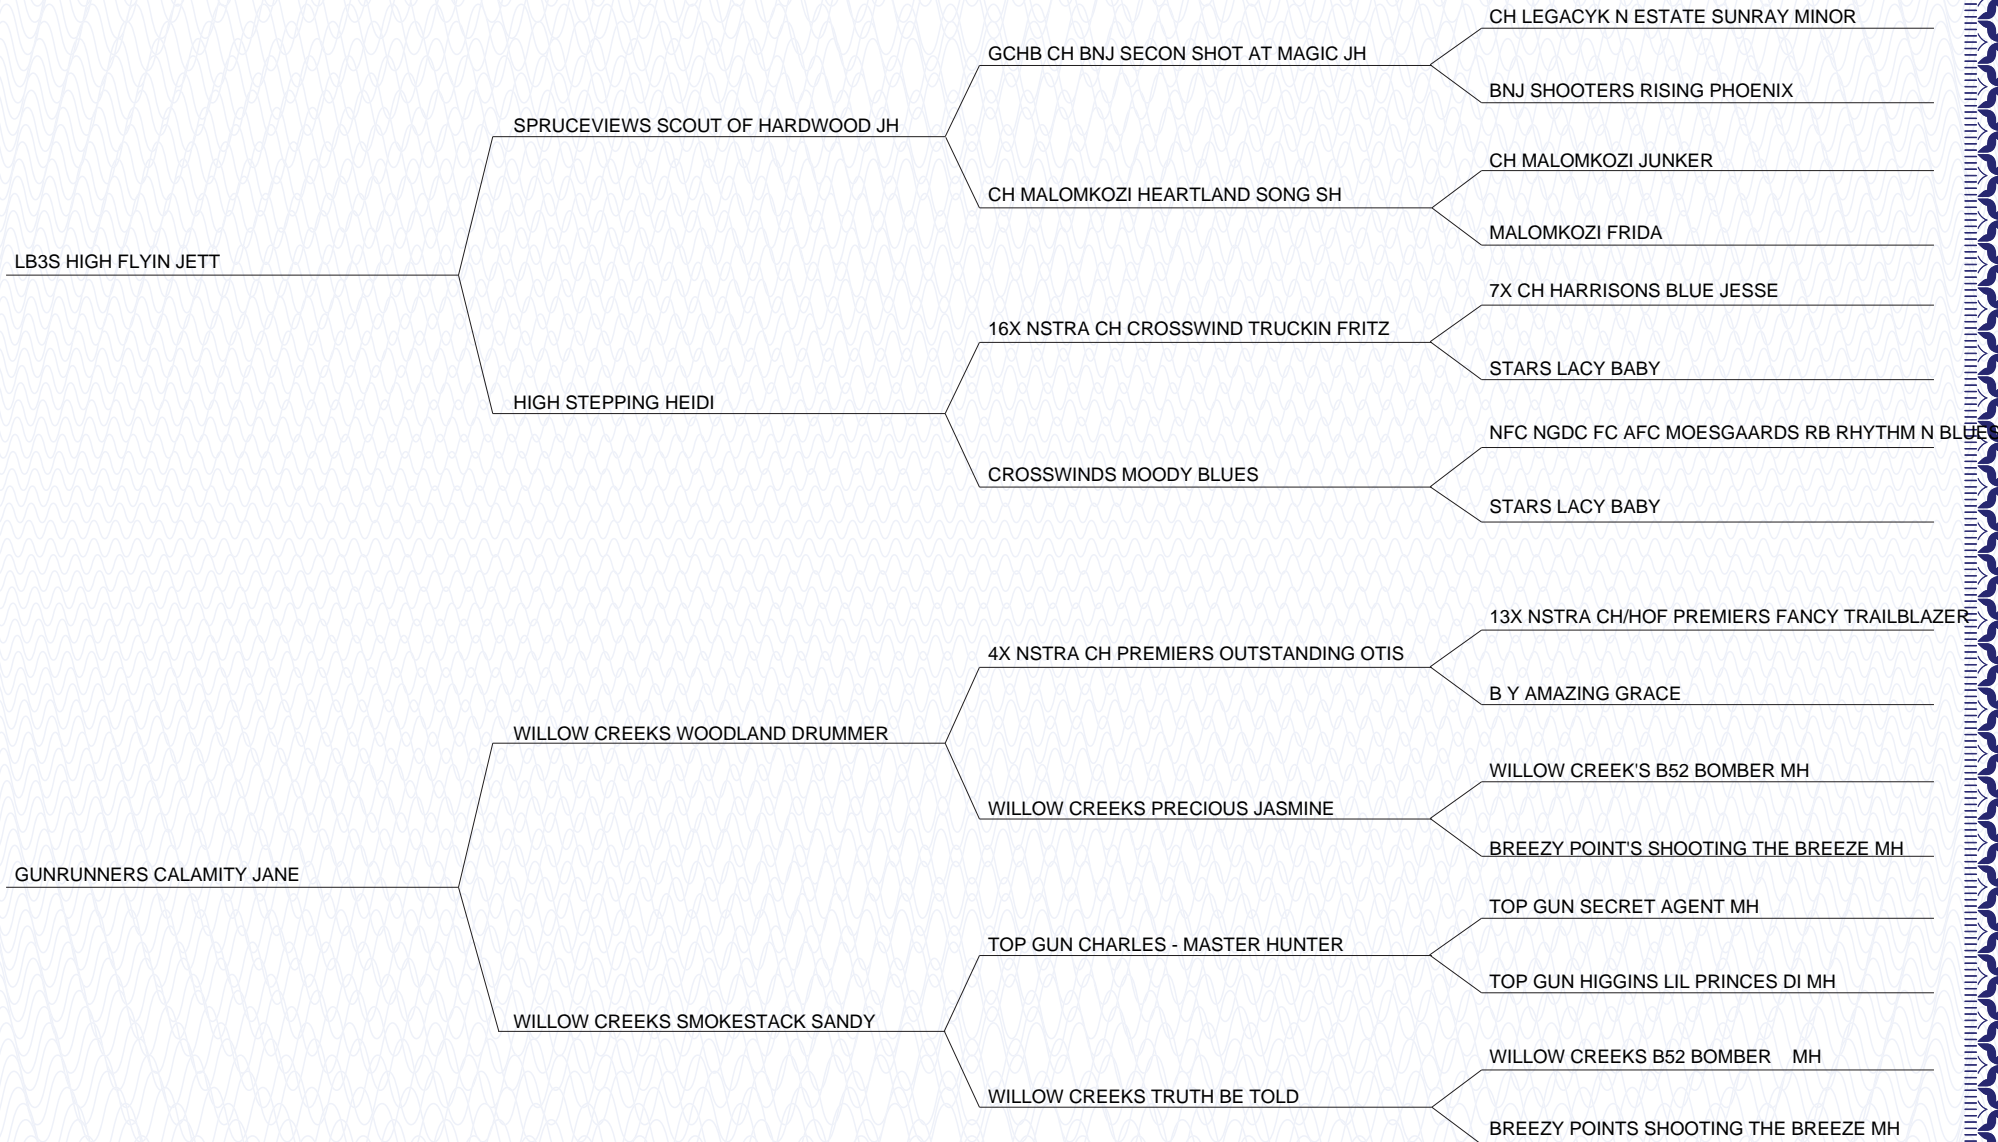 CH LEGACYK N ESTATE SUNRAY MINOR
GCHB CH BNJ SECON SHOT AT MAGIC JH
BNJ SHOOTERS RISING PHOENIX
SPRUCEVIEWS SCOUT OF HARDWOOD JH
CH MALOMKOZI JUNKER
CH MALOMKOZI HEARTLAND SONG SH
MALOMKOZI FRIDA
LB3S HIGH FLYIN JETT
7X CH HARRISONS BLUE JESSE
16X NSTRA CH CROSSWIND TRUCKIN FRITZ
STARS LACY BABY
HIGH STEPPING HEIDI
NFC NGDC FC AFC MOESGAARDS RB RHYTHM N BLUES
CROSSWINDS MOODY BLUES
STARS LACY BABY
13X NSTRA CH/HOF PREMIERS FANCY TRAILBLAZER
4X NSTRA CH PREMIERS OUTSTANDING OTIS
B Y AMAZING GRACE
WILLOW CREEKS WOODLAND DRUMMER
WILLOW CREEK'S B52 BOMBER MH
WILLOW CREEKS PRECIOUS JASMINE
BREEZY POINT'S SHOOTING THE BREEZE MH
GUNRUNNERS CALAMITY JANE
TOP GUN SECRET AGENT MH
TOP GUN CHARLES - MASTER HUNTER
TOP GUN HIGGINS LIL PRINCES DI MH
WILLOW CREEKS SMOKESTACK SANDY
WILLOW CREEKS B52 BOMBER MH
WILLOW CREEKS TRUTH BE TOLD
BREEZY POINTS SHOOTING THE BREEZE MH